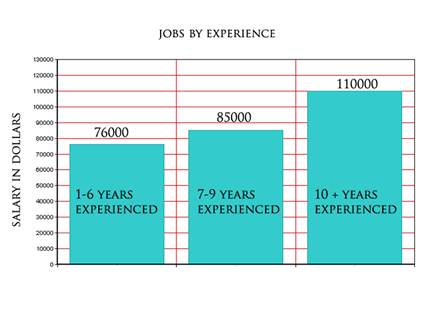 JOBS BY EXPERIENCE
SALARY IN DOLLARS
130000
120000
110000
100000
90000
80000
70000
60000
50000
40000
30000
20000
10000
0
76000
85000
110000
1-6 YEARS
EXPERIENCED
7-9 YEARS
EXPERIENCED
10 + YEARS
EXPERIENCED